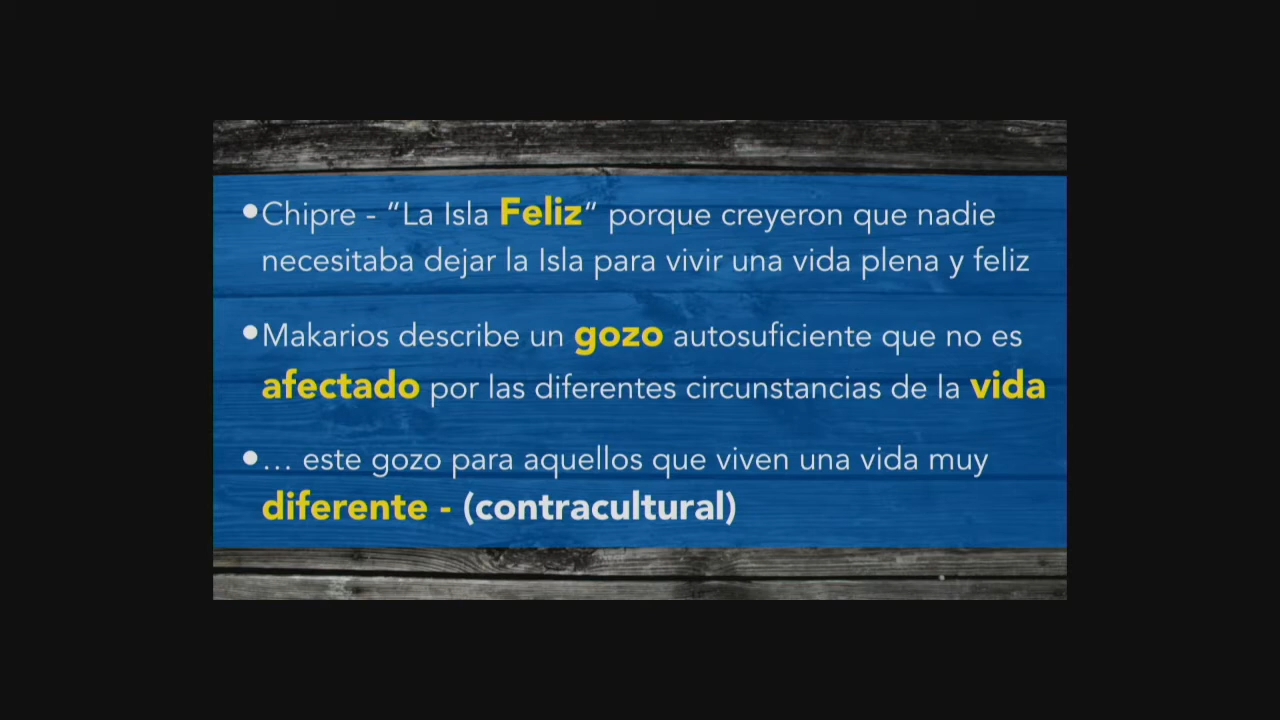 •Chipre - “La Isla Feliz“ porque creyeron que nadie
necesitaba dejar la Isla para vivir una vida plena y feliz
•Makarios describe un gozo autosuficiente que no es
afectado por las diferentes circunstancias de la vida
•… este gozo para aquellos que viven una vida muy
diferente - (contracultural)